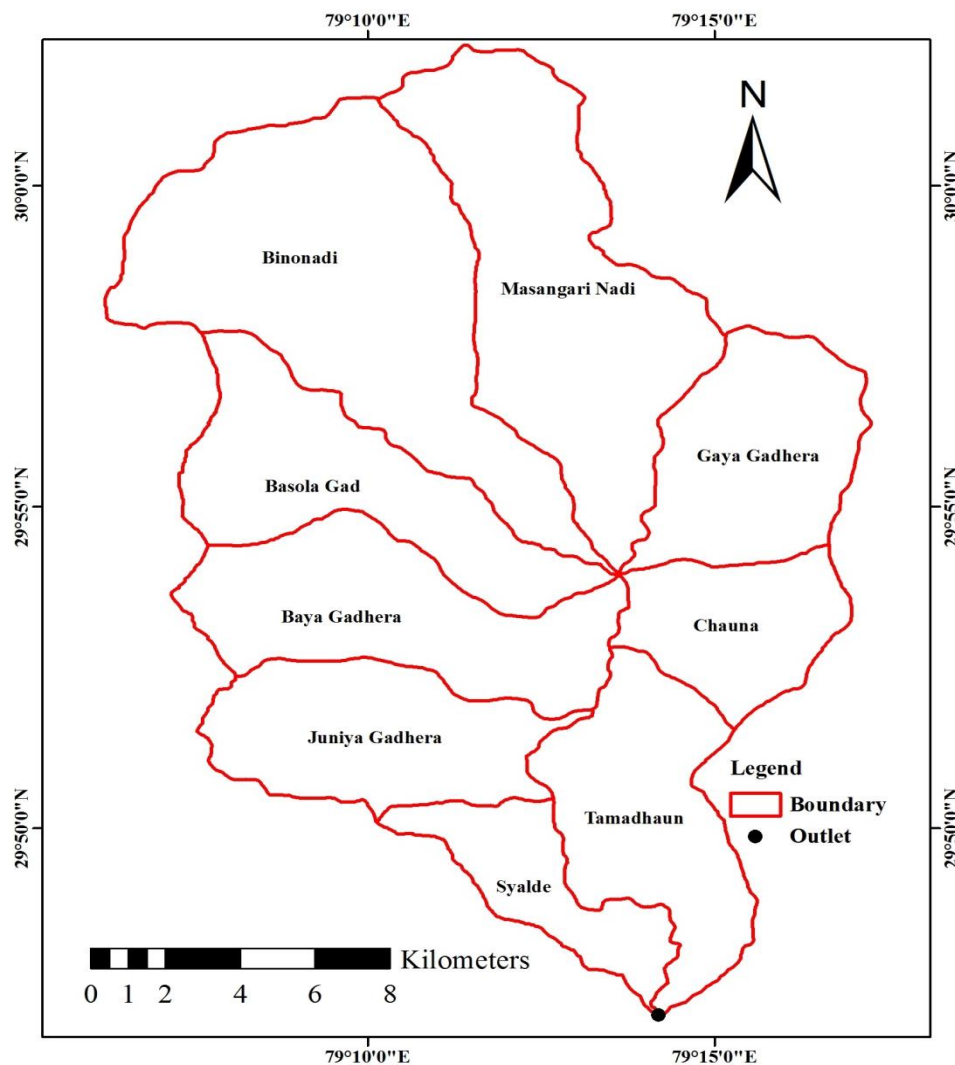 79°10'0"E 79°15'0"E
N
30°0'0"N 30°0'0"N
Binonadi
Masangari Nadi
Gaya Gadhera
Basola Gad
29°55'0"N 29°55'0"N
Baya Gadhera
Chauna
Juniya Gadhera
Legend
Boundary
Outlet
Tamadhaun
29°50'0"N 29°50'0"N
Syalde
Kilometers
0 1 2 4 6 8
79°10'0"E 79°15'0"E